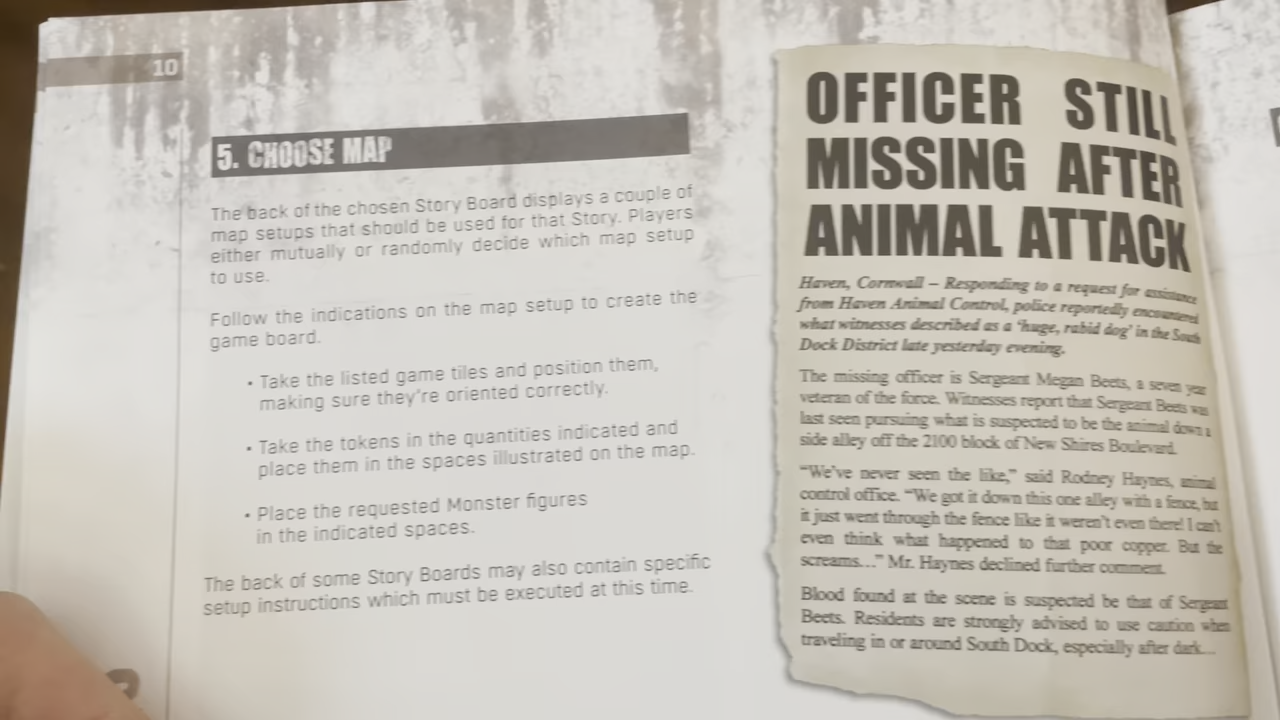 10
5. CHOOSE MAP
The back of the chosen Story Board displays a couple of
map setups that should be used for that Story. Players
either mutually or randomly decide which map setup
to use.
Follow the indications on the map setup to create the
game board.
• Take the listed game tiles and position them,
making sure they're oriented correctly.
• Take the tokens in the quantities indicated and
place them in the spaces illustrated on the map.
• Place the requested Monster figures
in the indicated spaces.
The back of some Story Boards may also contain specific
setup instructions which must be executed at this time.
OFFICER STILL
MISSING AFTER
ANIMAL ATTACK
Haven, Cornwall – Responding to a request for assistance
from Haven Animal Control, police reportedly encountered
what witnesses described as a 'huge, rabid dog' in the South
Dock District late yesterday evening.
The missing officer is Sergeant Megan Beets, a seven year
veteran of the force. Witnesses report that Sergeant Beets was
last seen pursuing what is suspected to be the animal down a
side alley off the 2100 block of New Shires Boulevard.
"We've never seen the like," said Rodney Haynes, animal
control office. "We got it down this one alley with a fence, but
it just went through the fence like it weren't even there! I can't
even think what happened to that poor copper. But the
screams..." Mr. Haynes declined further comment.
Blood found at the scene is suspected be that of Sergeant
Beets. Residents are strongly advised to use caution when
traveling in or around South Dock, especially after dark...